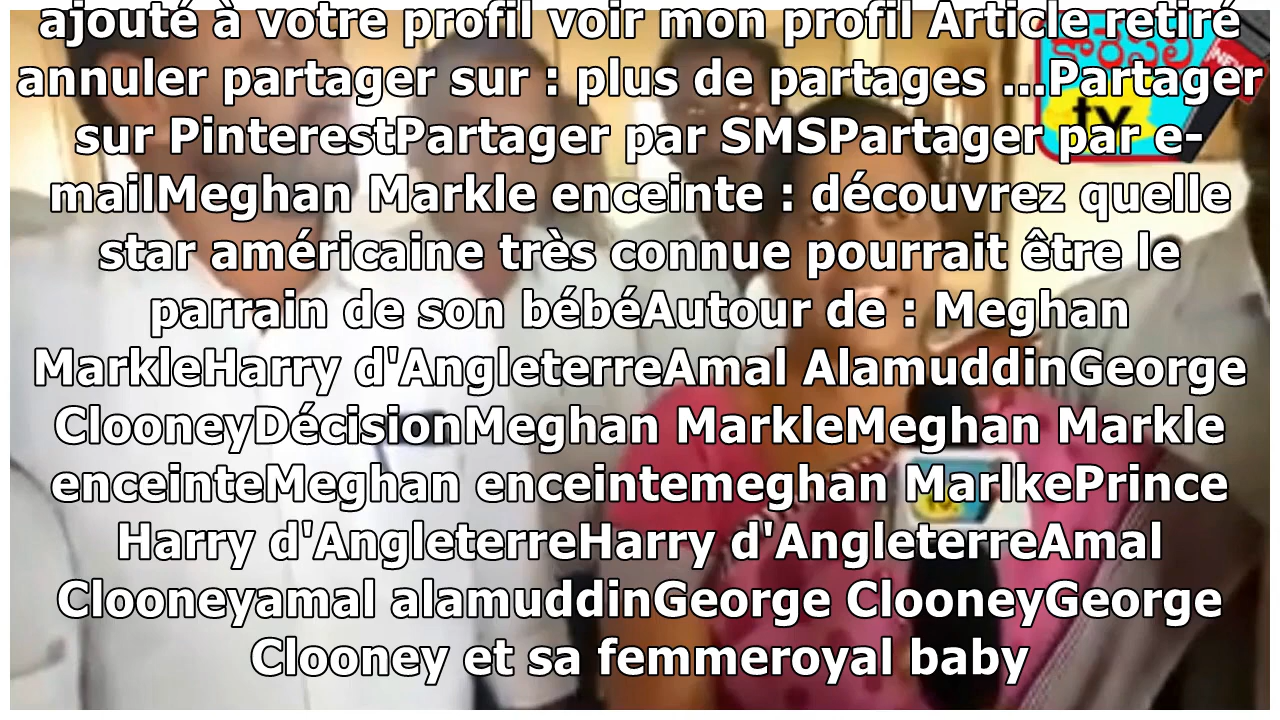 ajouté à votre profil voir mon profil Article retiré
annuler partager sur : plus de partages ...Partager
sur PinterestPartager par SMSPartager par e-
mailMeghan Markle enceinte : découvrez quelle
star américaine très connue pourrait être le
parrain de son bébéAutour de : Meghan
MarkleHarry d'AngleterreAmal AlamuddinGeorge
ClooneyDécisionMeghan MarkleMeghan Markle
enceinteMeghan enceintemeghan MarlkePrince
Harry d'AngleterreHarry d'AngleterreAmal
Clooneyamal alamuddinGeorge ClooneyGeorge
Clooney et sa femmeroyal baby
NEWS
tv
tv